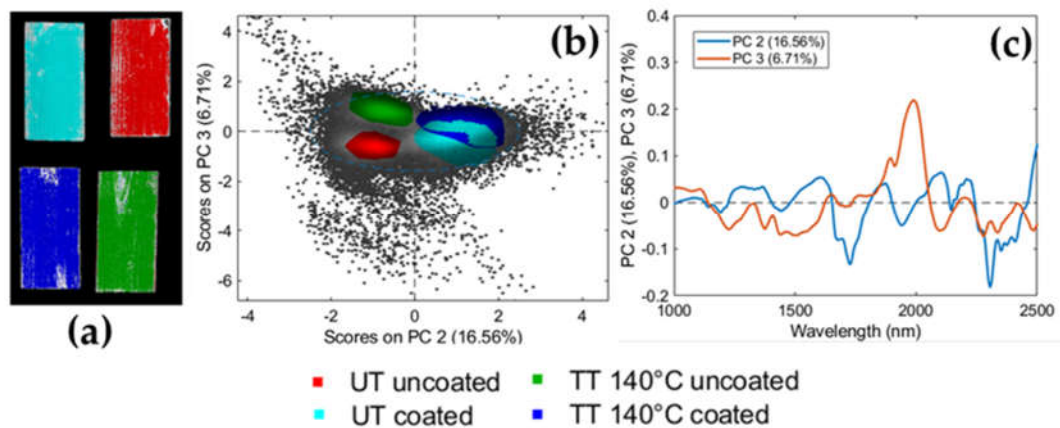 (a)
(b)
Scores on PC 3 (6.71%)
4
2
0
-2
-4
-6
-4
-2
0
2
4
Scores on PC 2 (16.56%)
(c)
PC 2 (16.56%)
PC 3 (6.71%)
PC 2 (16.56%), PC 3 (6.71%)
0.4
0.3
0.2
0.1
0
-0.1
-0.2
1000
1500
2000
2500
Wavelength (nm)
UT uncoated
TT 140°C uncoated
UT coated
TT 140°C coated